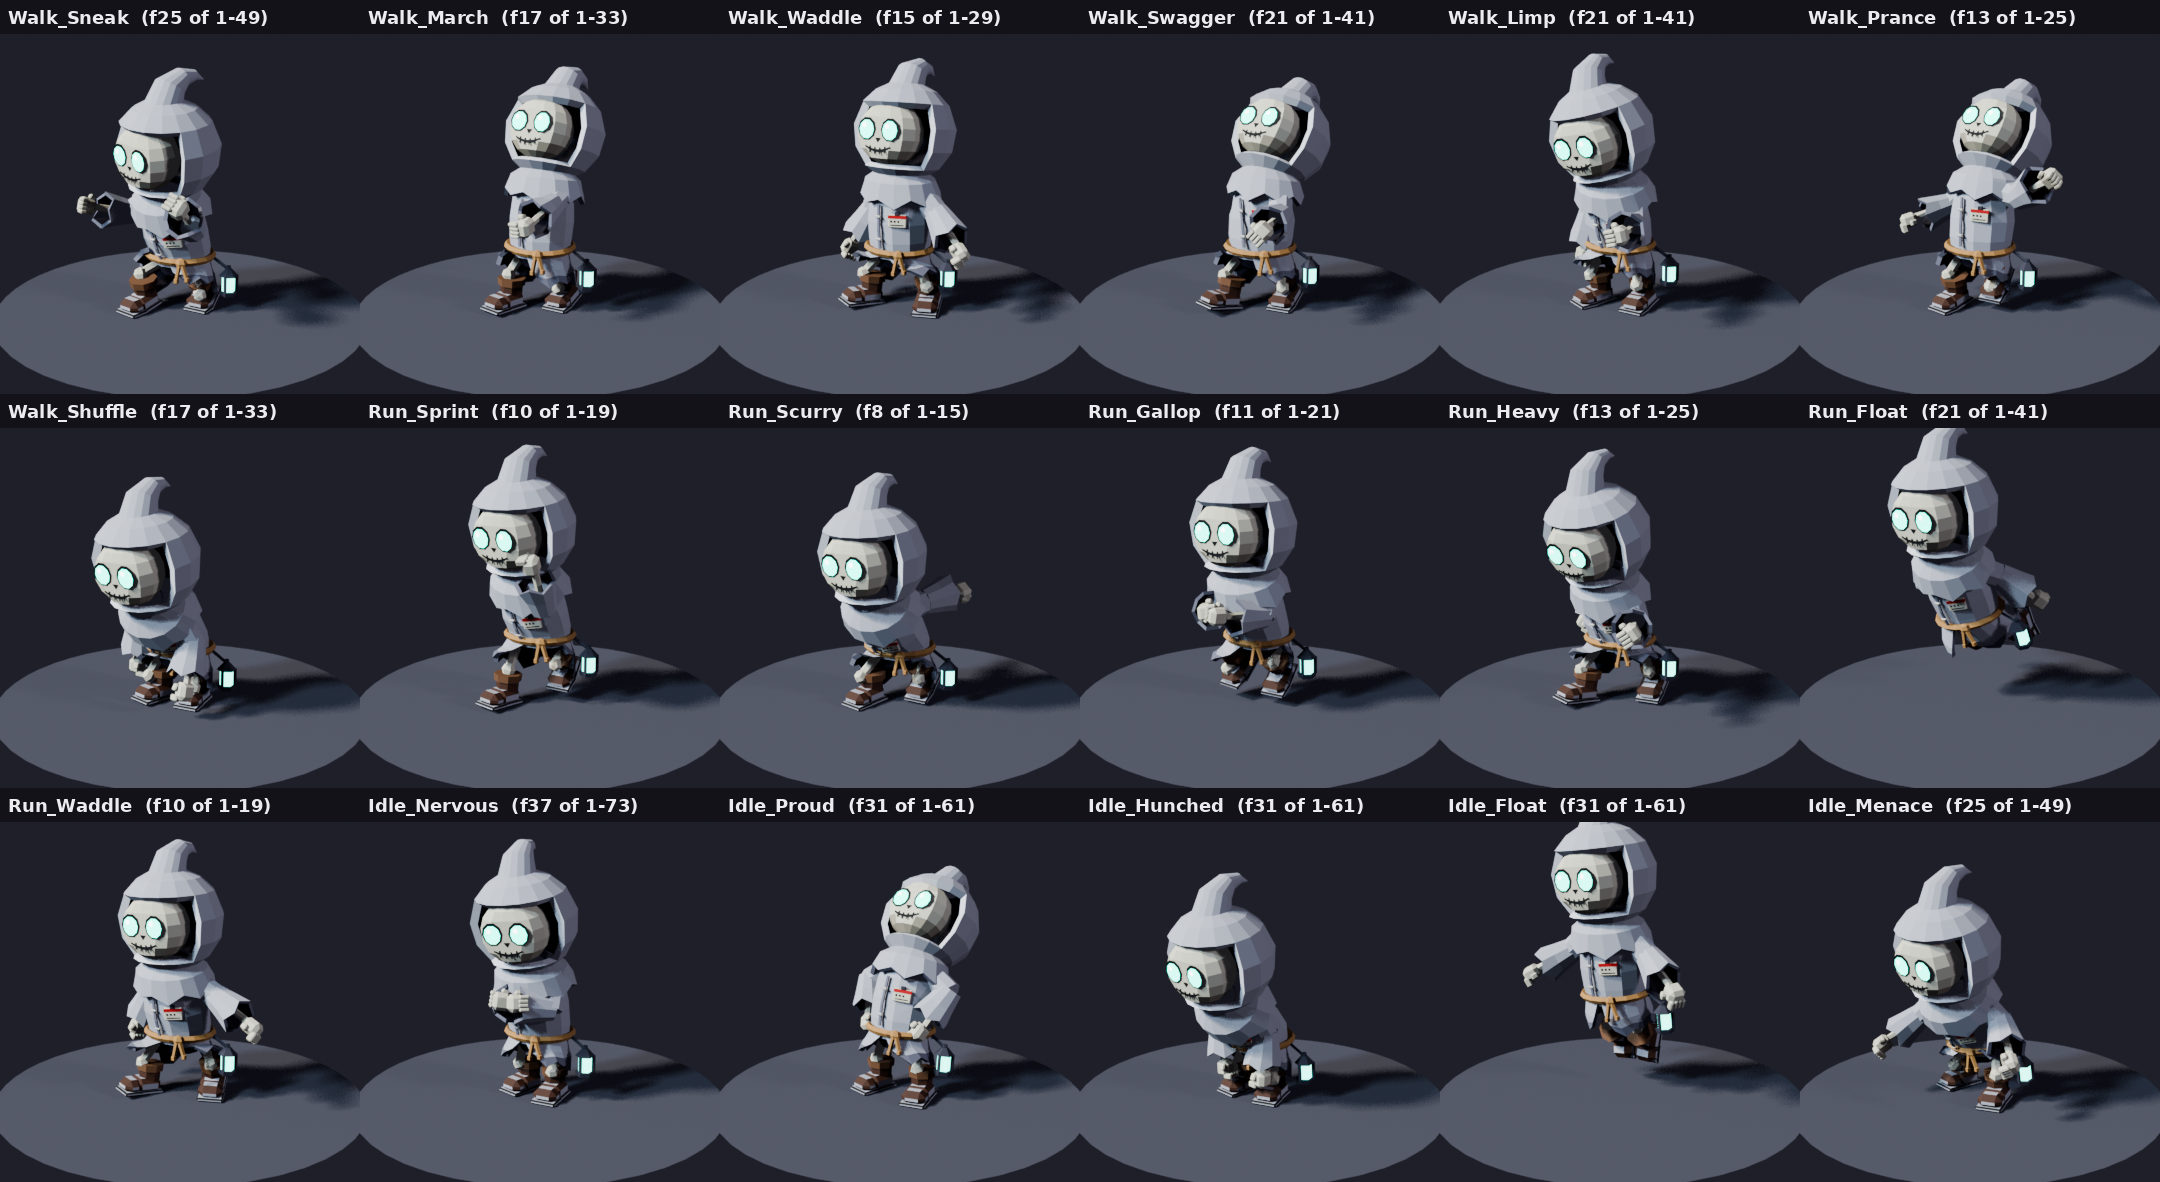 Walk_Sneak (f25 of 1-49)
Walk_March (f17 of 1-33)
Walk_Waddle (f15 of 1-29)
Walk_Swagger (f21 of 1-41)
Walk_Limp (f21 of 1-41)
Walk_Prance (f13 of 1-25)
Walk_Shuffle (f17 of 1-33)
Run_Sprint (f10 of 1-19)
Run_Scurry (f8 of 1-15)
Run_Gallop (f11 of 1-21)
Run_Heavy (f13 of 1-25)
Run_Float (f21 of 1-41)
Run_Waddle (f10 of 1-19)
Idle_Nervous (f37 of 1-73)
Idle_Proud (f31 of 1-61)
Idle_Hunched (f31 of 1-61)
Idle_Float (f31 of 1-61)
Idle_Menace (f25 of 1-49)